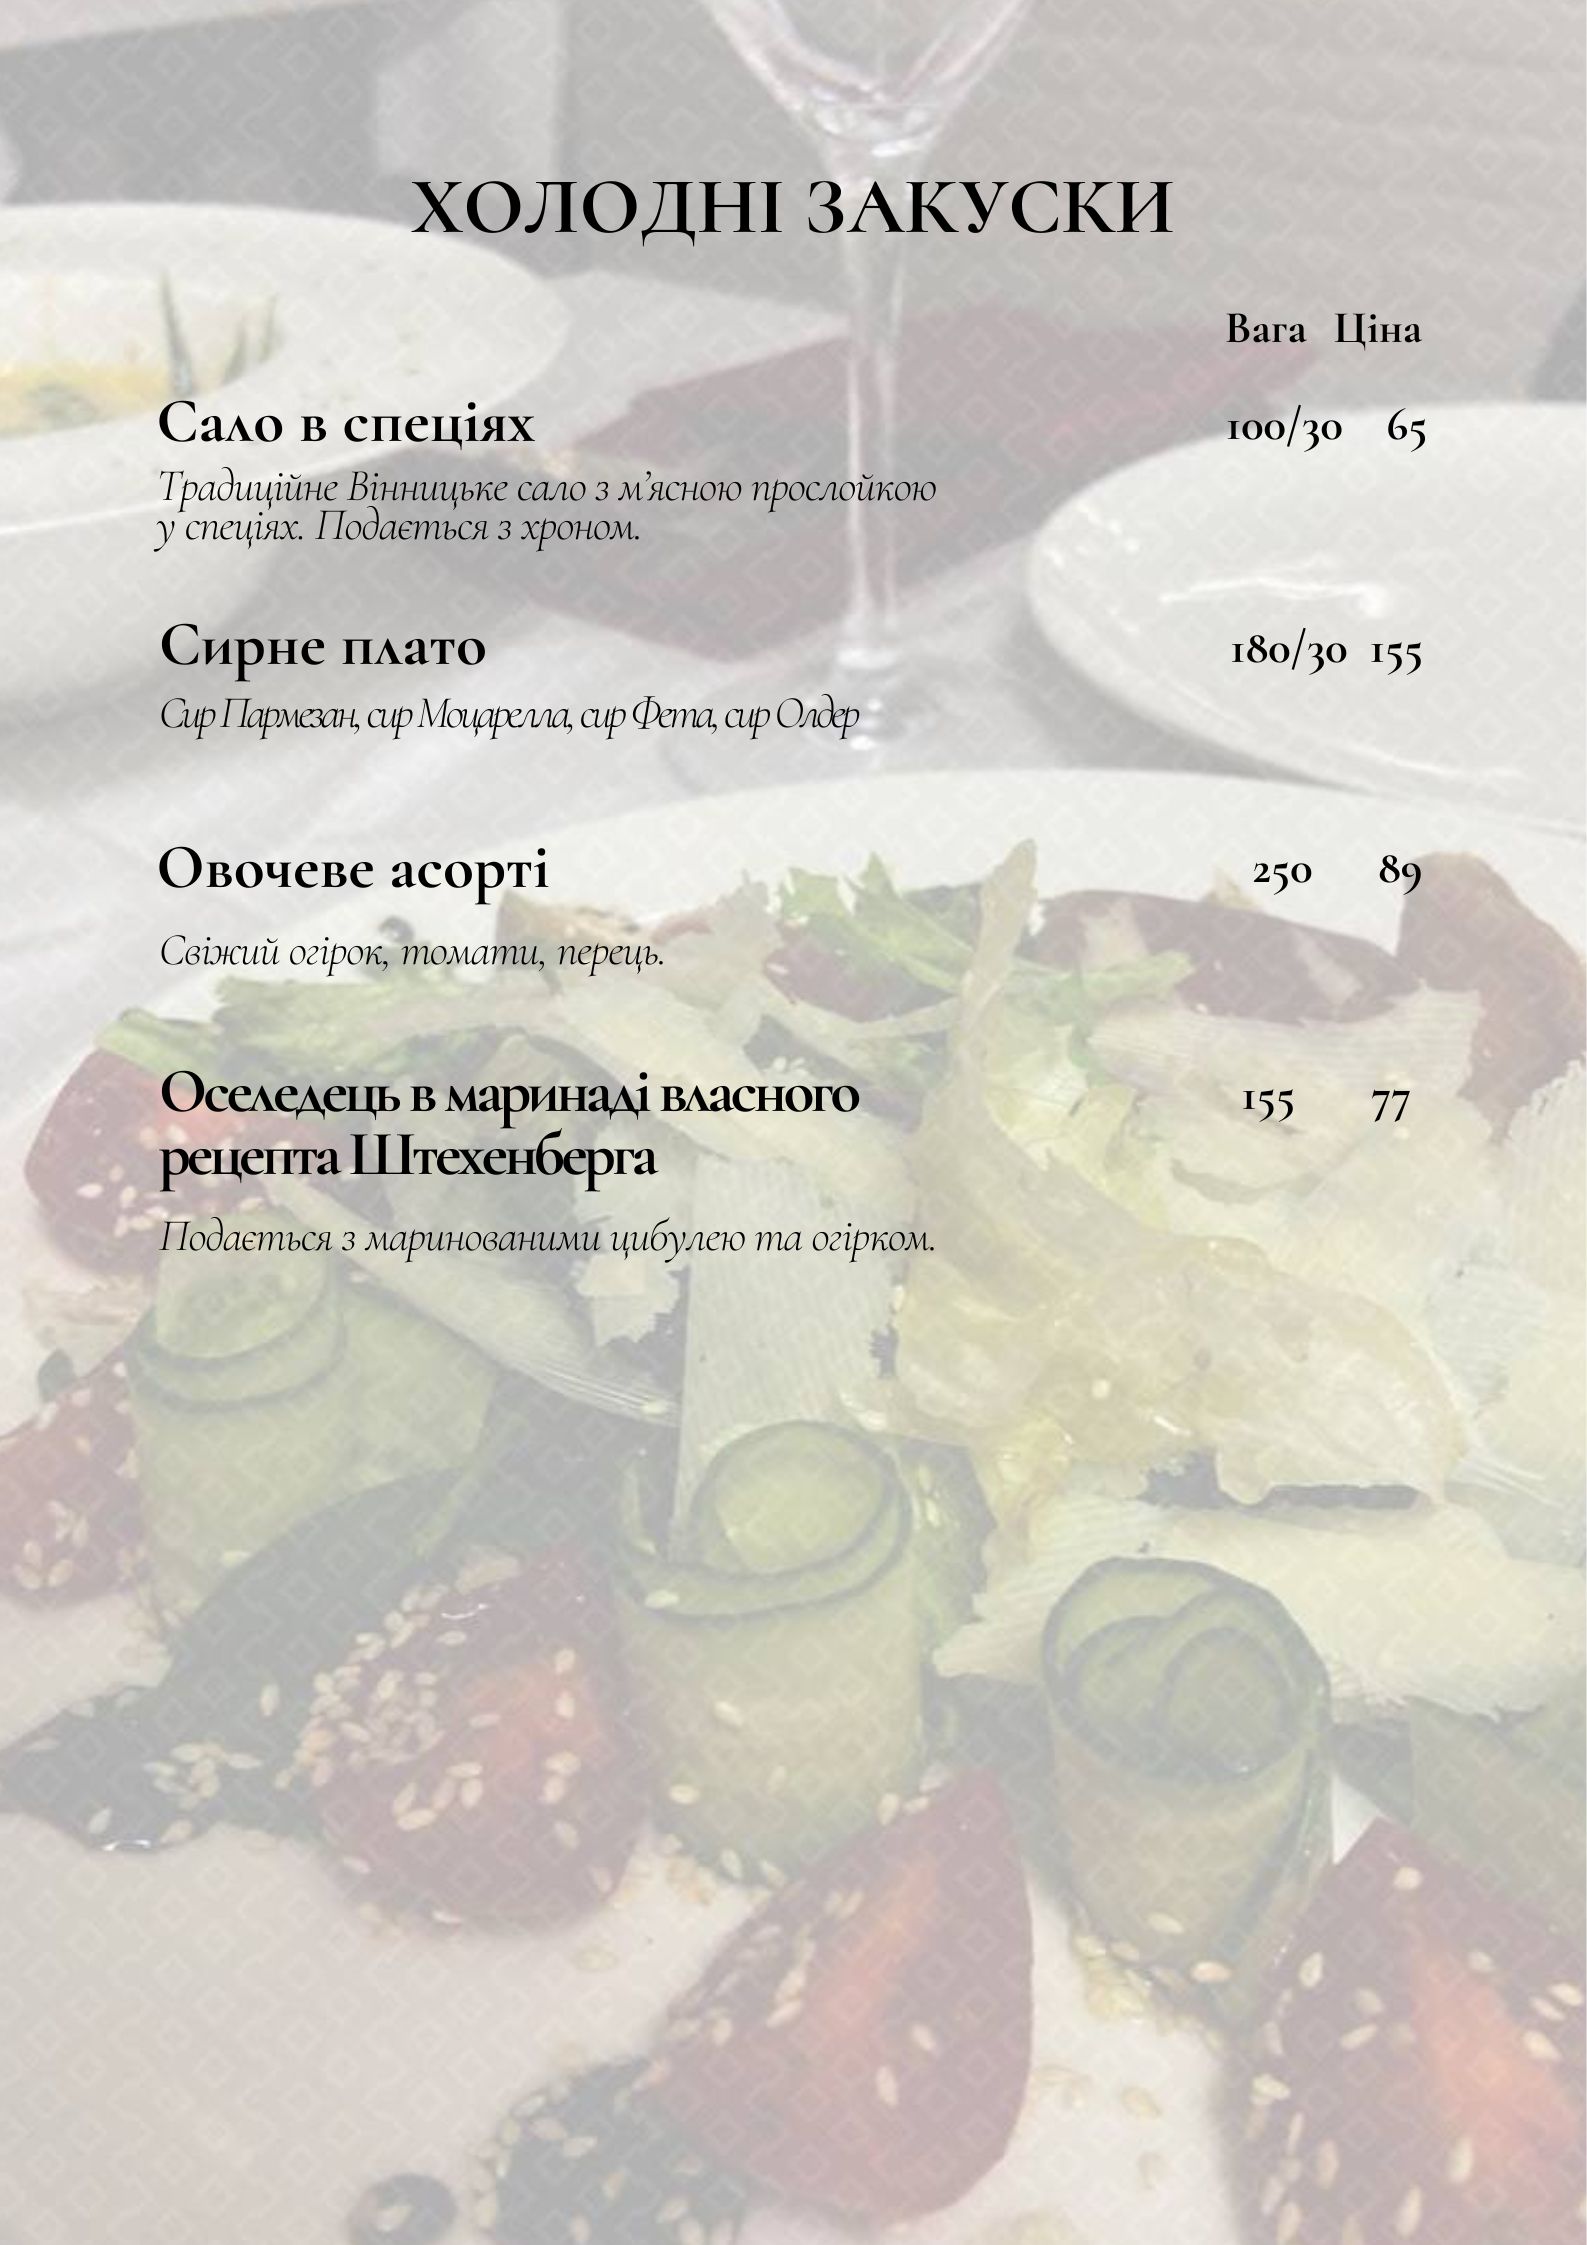 ХОЛОДНІ ЗАКУСКИ
Вага Ціна
Сало в спеціях 100/30 65
Традиційне Вінницьке сало з м’ясною прослойкою
у спеціях. Подається з хроном.
Сирне плато 180/30 155
Сир Пармезан, сир Моцарелла, сир Фета, сир Олдер
Овочеве асорті 250 89
Свіжий огірок, томати, перець.
Оселедець в маринаді власного 155 77
рецепта Штехенберга
Подається з маринованими цибулею та огірком.